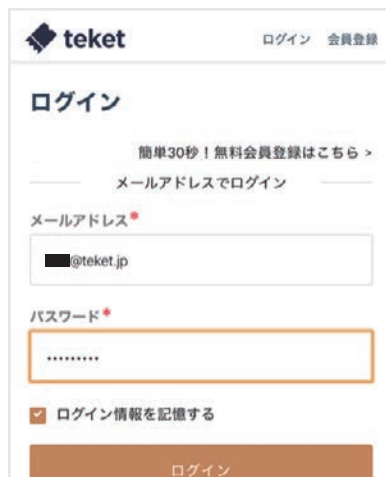 teket
ログイン 会員登録
ログイン
簡単30秒！無料会員登録はこちら >
メールアドレスでログイン
メールアドレス*
@teket.jp
パスワード*
•••••••••
ログイン情報を記憶する
ログイン